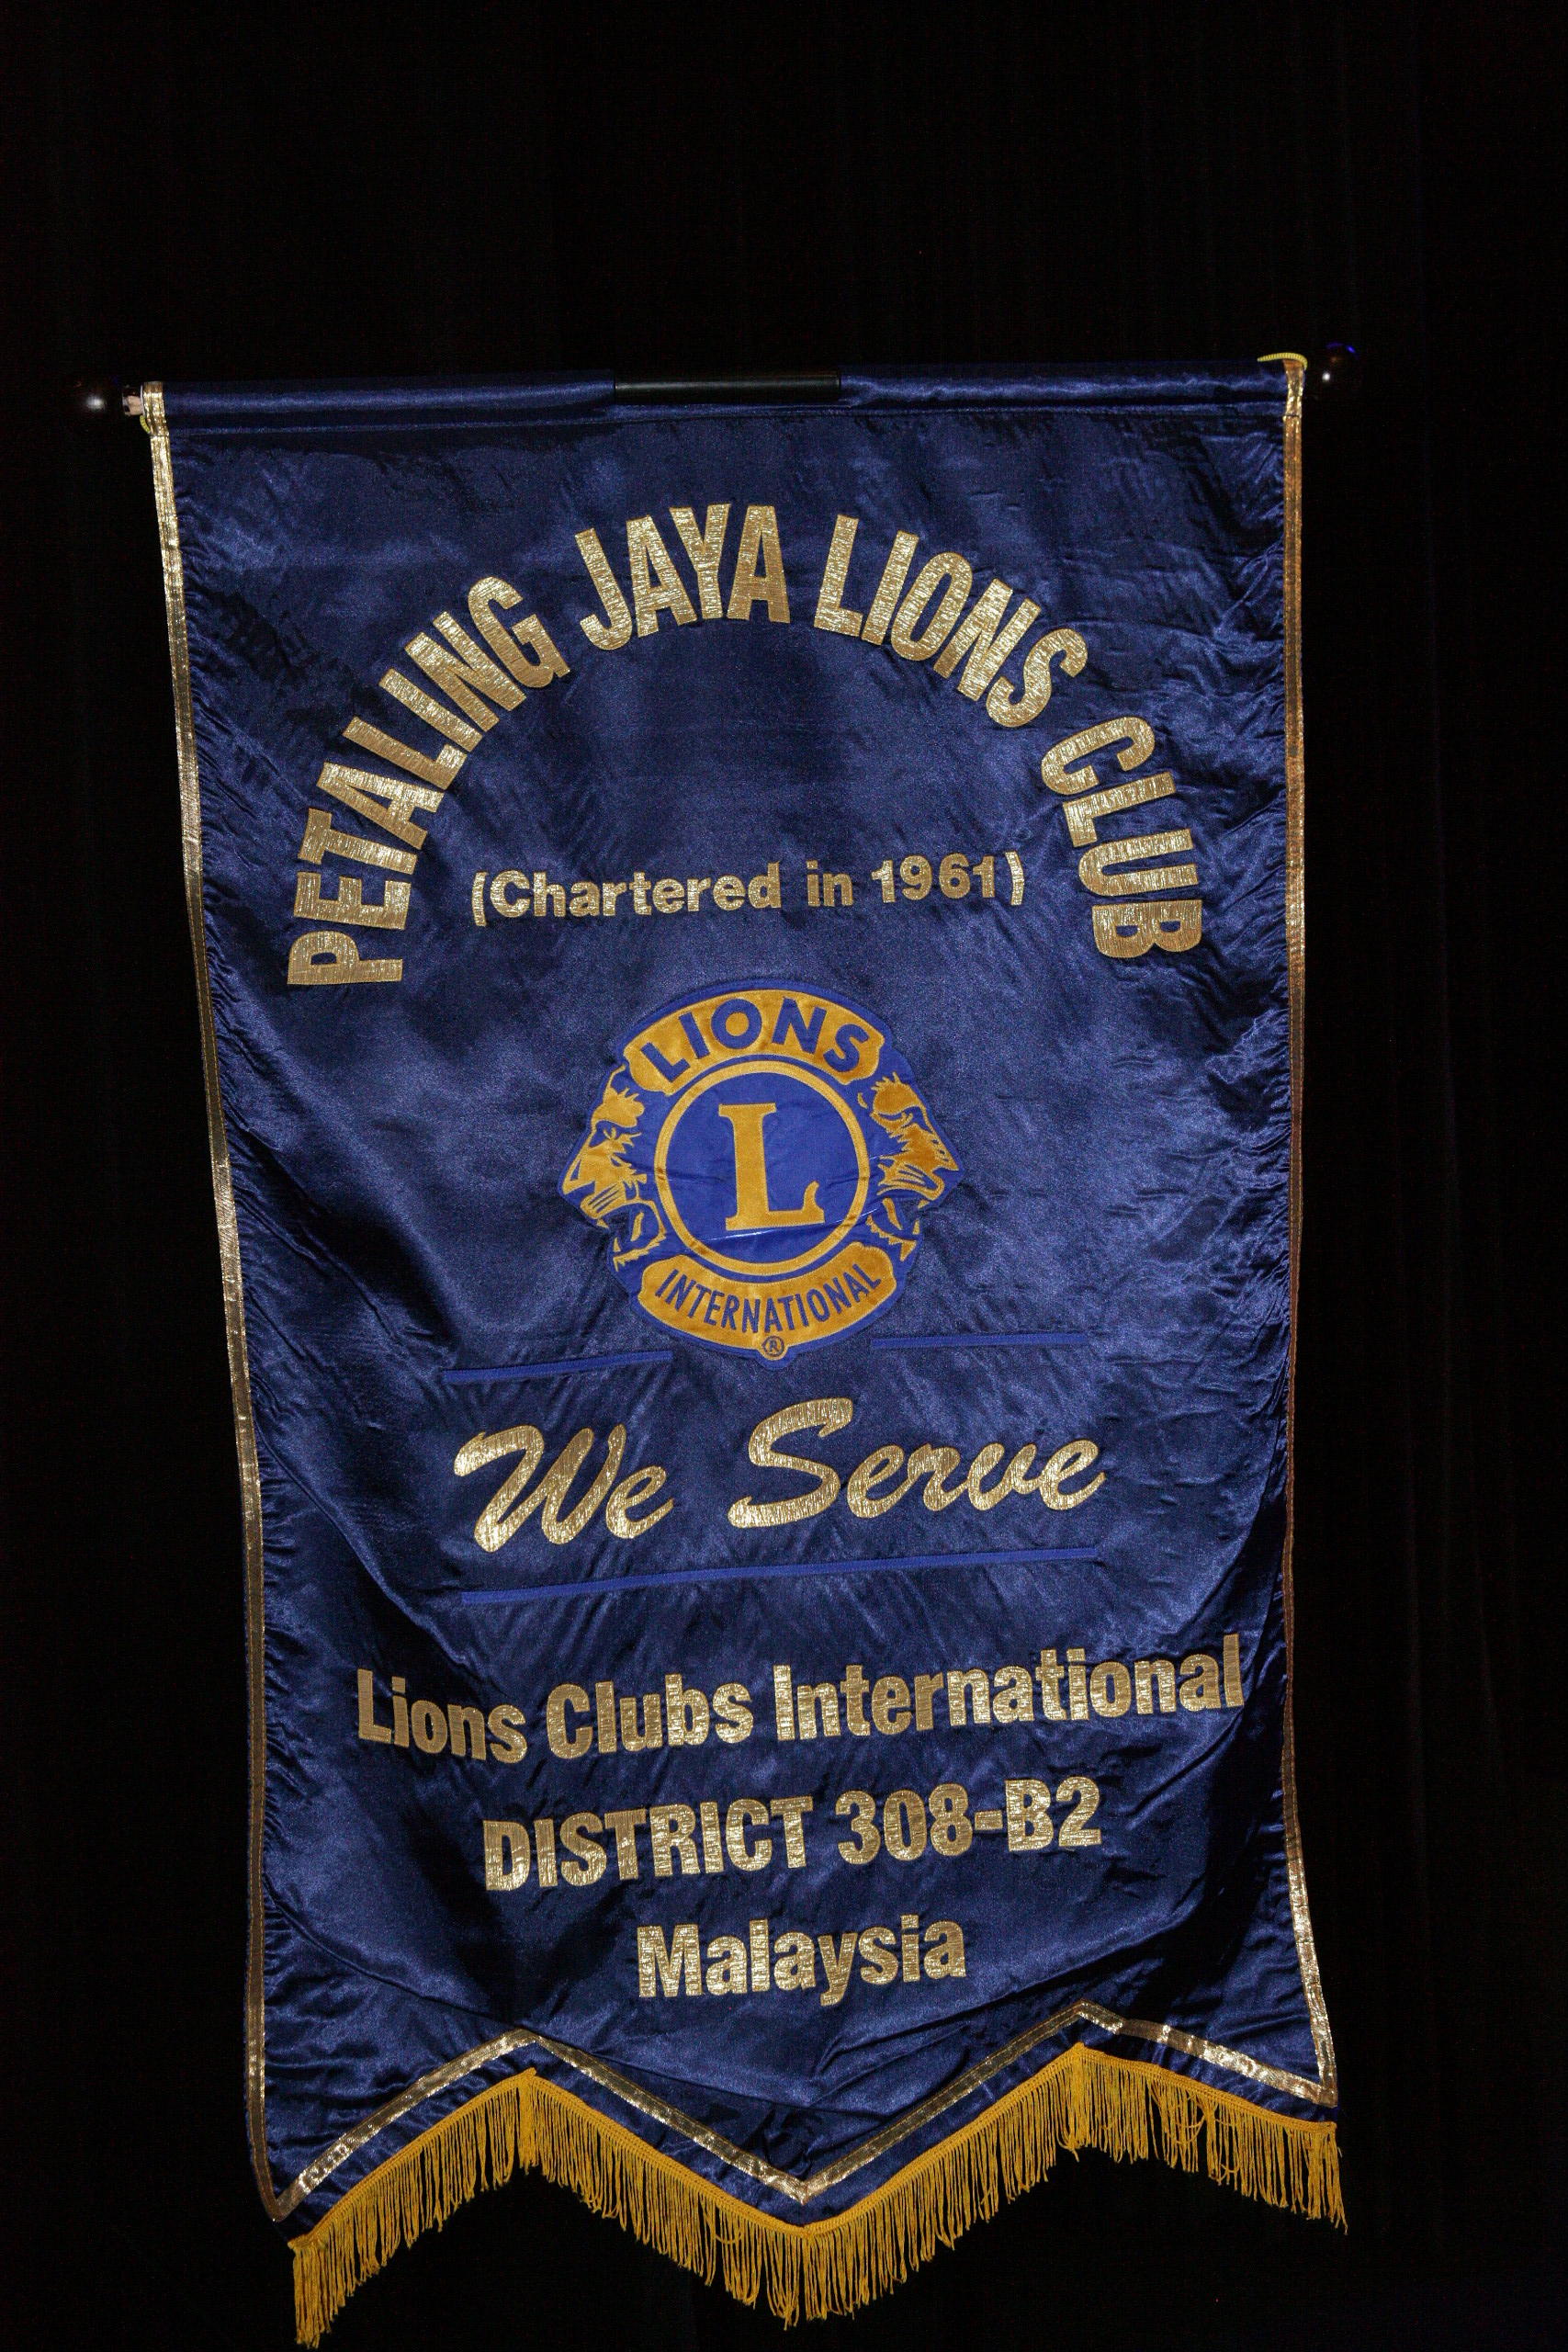 PETALING JAYA LIONS CLUB
(Chartered in 1961)
LIONS
L
INTERNATIONAL
®
We Serve
Lions Clubs International
DISTRICT 308-B2
Malaysia